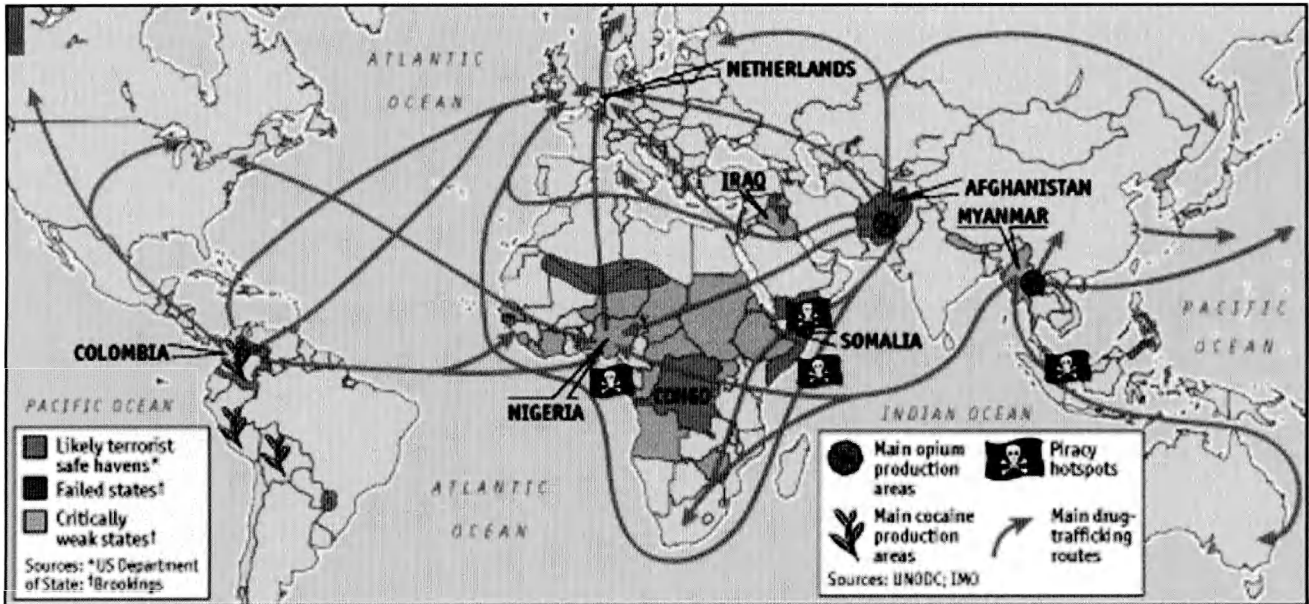 ATLANTIC
OCEAN
NETHERLANDS
IRAQ
AFGHANISTAN
MYANMAR
PACIFIC
OCEAN
SOMALIA
COLOMBIA
NIGERIA
CONGO
PACIFIC OCEAN
INDIAN OCEAN
ATLANTIC
OCEAN
Likely terrorist
safe havens*
Failed states†
Critically
weak states†
Sources: *US Department
of State; †Brookings
Main opium
production
areas
Piracy
hotspots
Main cocaine
production
areas
Main drug-
trafficking
routes
Sources: UNODC; IMO